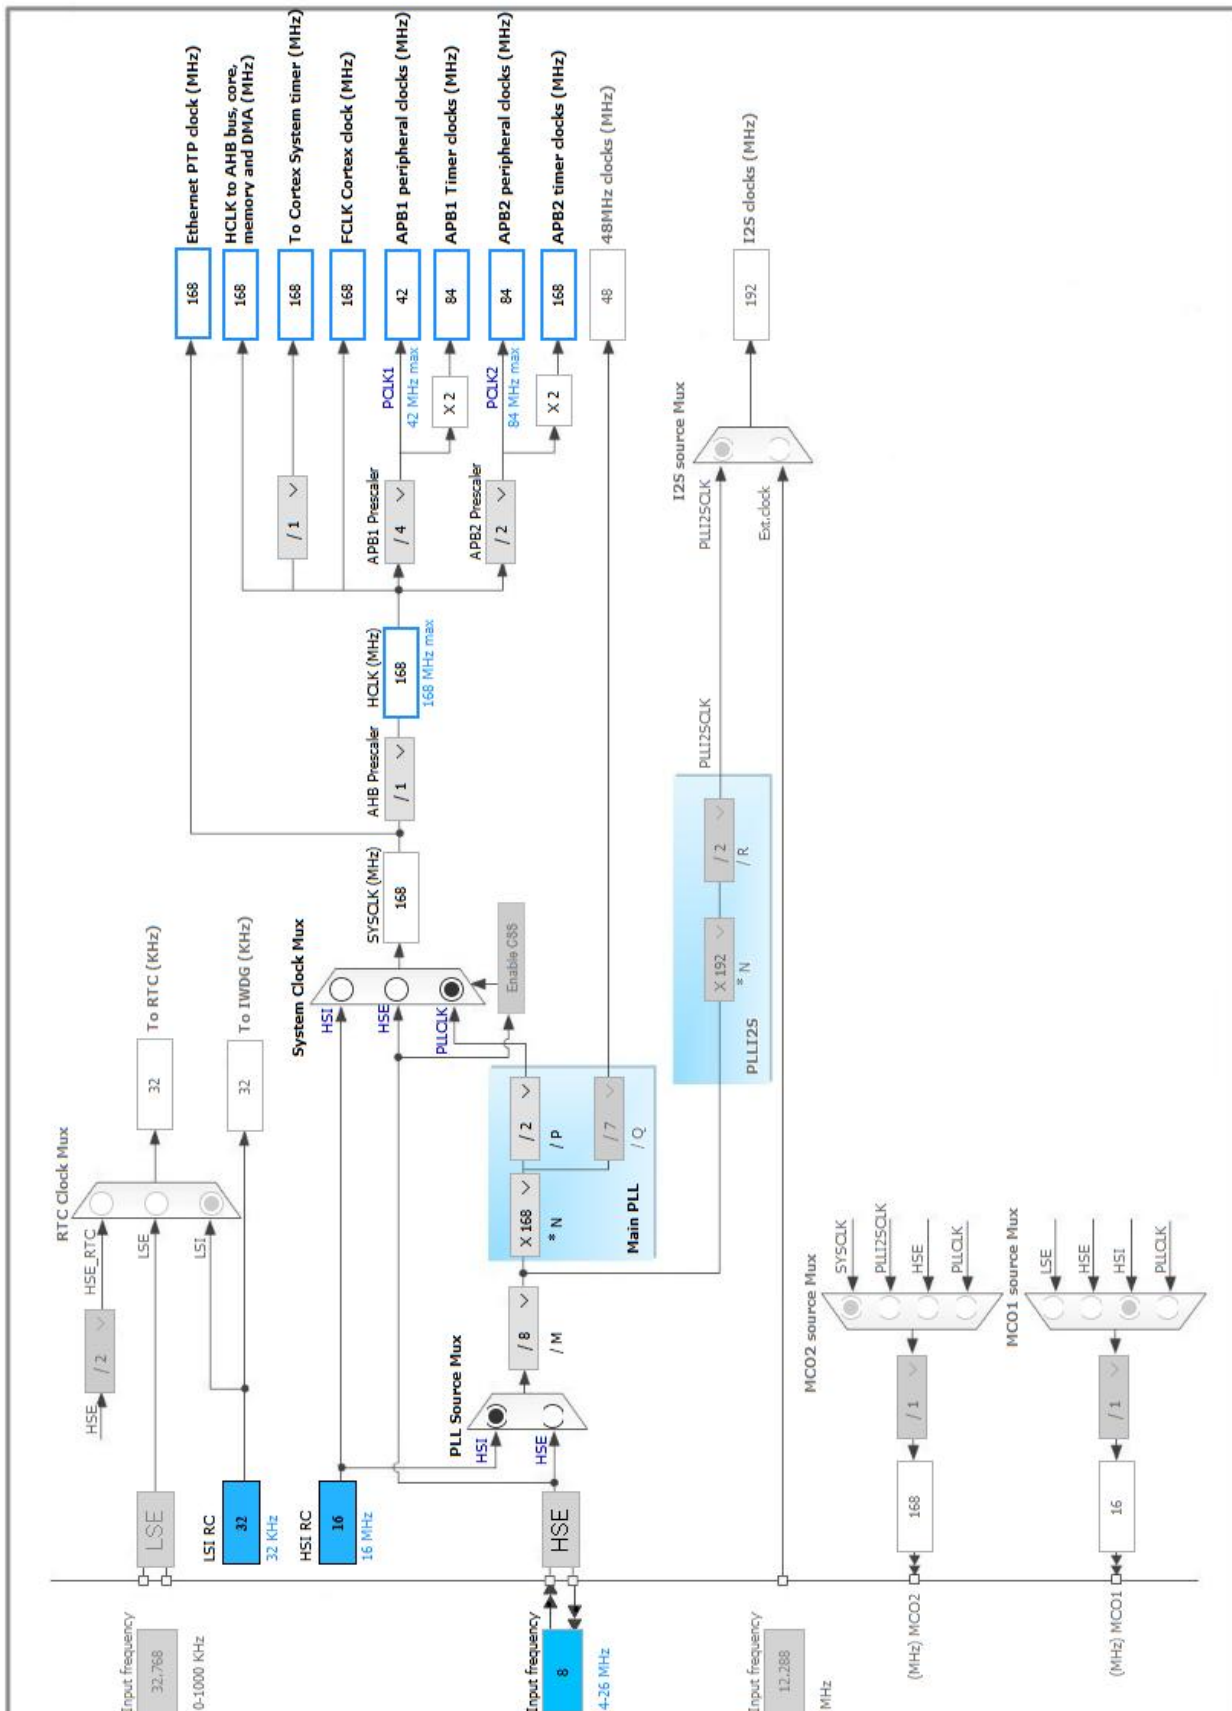 Input frequency
32.768
0-1000 KHz
LSE
HSE
/ 2
HSE_RTC
LSE
LSI
RTC Clock Mux
32
To RTC (KHz)
LSI RC
32
32 KHz
32
To IWDG (KHz)
HSI RC
16
16 MHz
Input frequency
8
4-26 MHz
HSE
PLL Source Mux
HSI
HSE
/ 8
/ M
X 168
* N
/ 2
/ P
/ 7
/ Q
Main PLL
System Clock Mux
HSI
HSE
PLLCLK
Enable CSS
SYSCLK (MHz)
168
AHB Prescaler
/ 1
HCLK (MHz)
168
168 MHz max
/ 1
APB1 Prescaler
/ 4
PCLK1
42 MHz max
X 2
APB2 Prescaler
/ 2
PCLK2
84 MHz max
X 2
168
Ethernet PTP clock (MHz)
168
HCLK to AHB bus, core,
memory and DMA (MHz)
168
To Cortex System timer (MHz)
168
FCLK Cortex clock (MHz)
42
APB1 peripheral clocks (MHz)
84
APB1 Timer clocks (MHz)
84
APB2 peripheral clocks (MHz)
168
APB2 timer clocks (MHz)
48
48MHz clocks (MHz)
PLLI2S
X 192
* N
/ 2
/ R
PLLI2SCLK
PLLI2SCLK
Ext.clock
I2S source Mux
192
I2S clocks (MHz)
Input frequency
12.288
MHz
MCO2 source Mux
SYSCLK
PLLI2SCLK
HSE
PLLCLK
/ 1
168
(MHz) MCO2
MCO1 source Mux
LSE
HSE
HSI
PLLCLK
/ 1
16
(MHz) MCO1